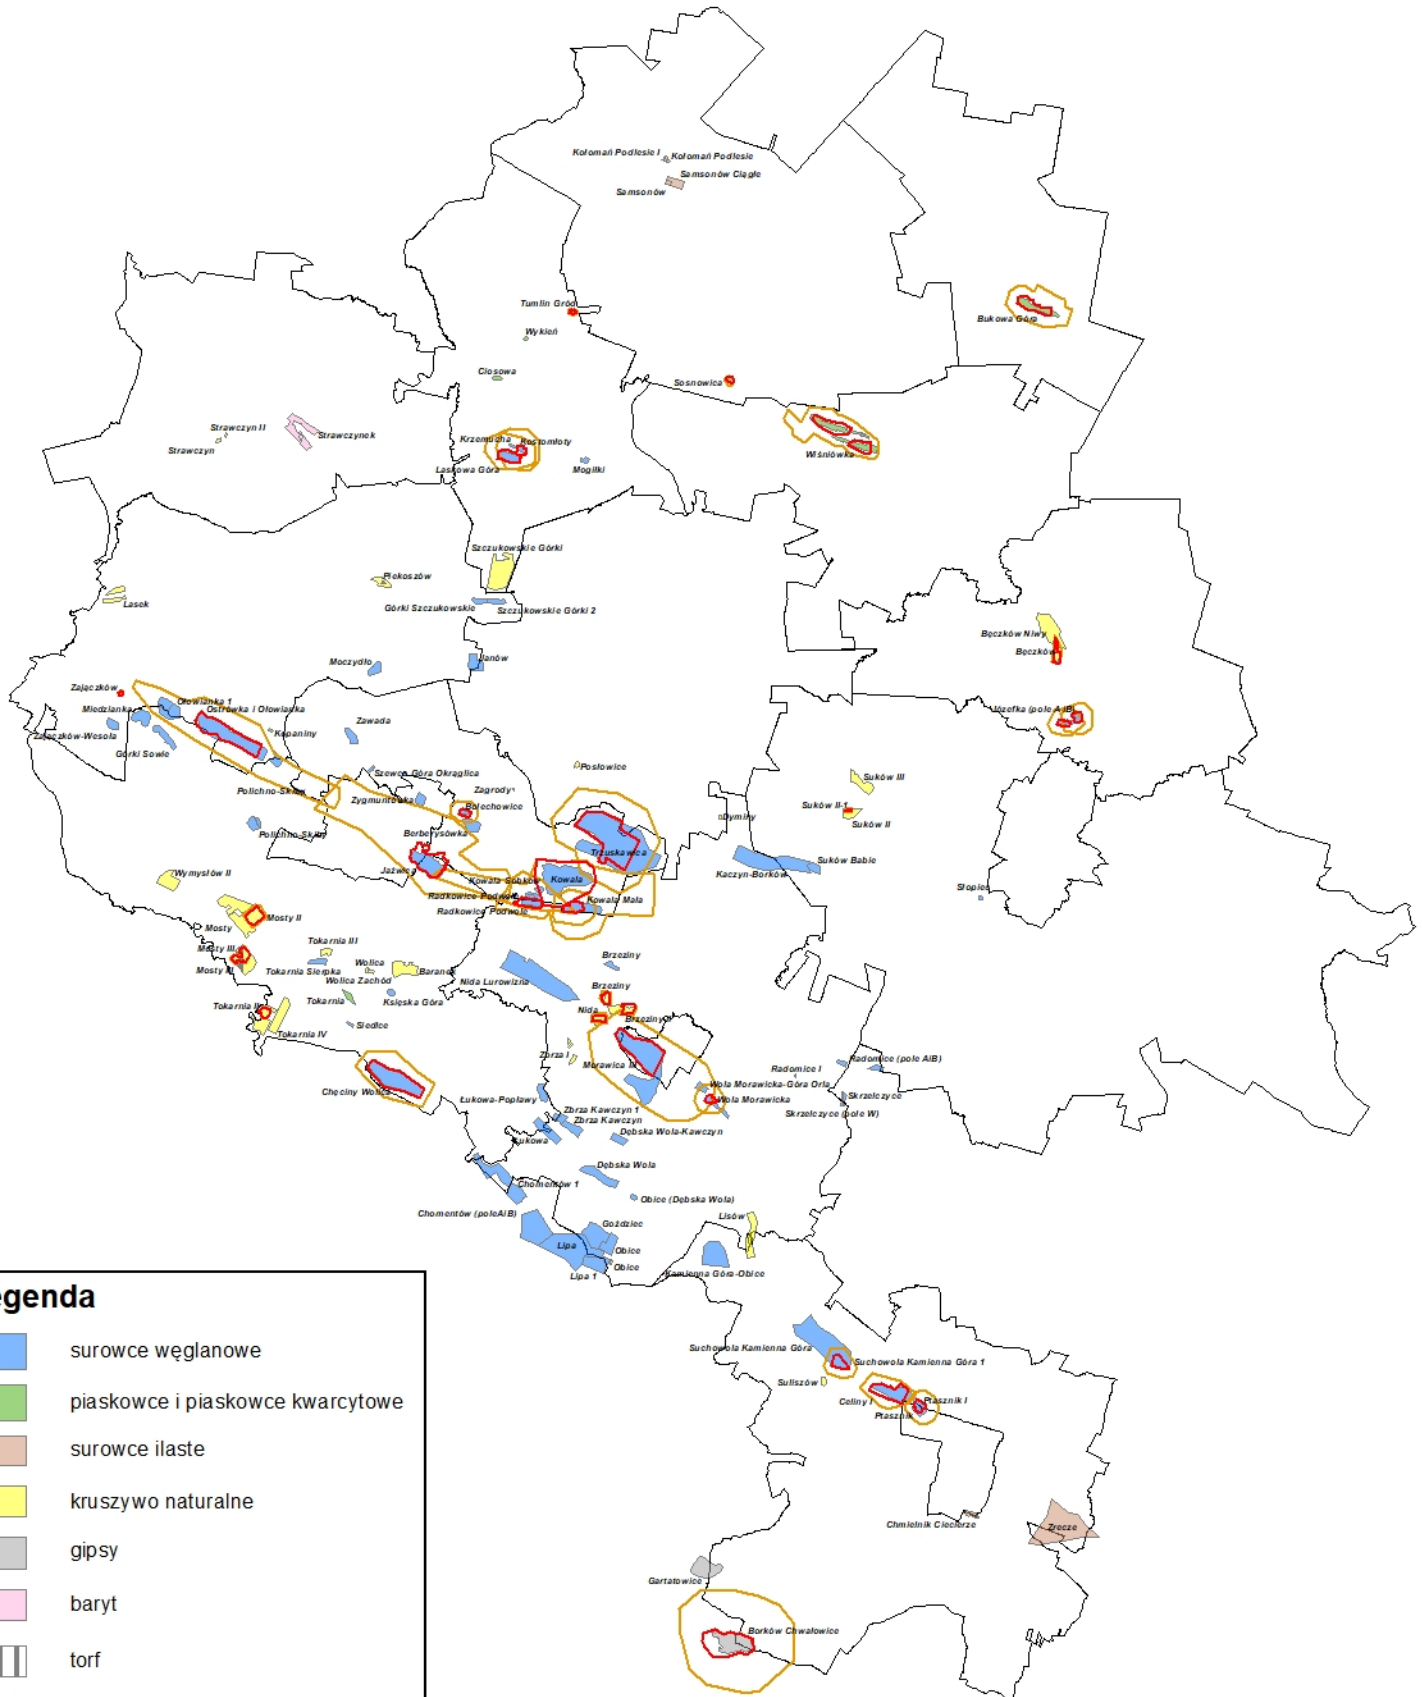 Kołomań Podlesie I
Kołomań Podlesie
Samsonów Ciągłe
Samsonów
Tumlin Gród
Bukowa Góra
Wykień
Ciosowa
Sosnowica
Strawczyn II
Strawczynek
Strawczyn
Krzemucha
Kostomłoty
Laskowa Góra
Mogiłki
Wiśniówka
Szczukowskie Górki
Piekoszów
Lasek
Górki Szczukowskie
Szczukowskie Górki 2
Bęczków Niwy
Bęczków
Moczydło
Janów
Zajączków
Ołowianka 1
Miedzianka
Ostrówka i Ołowianka
Józefka (pole A i B)
Zajączków-Wesoła
Zawada
Kopaniny
Górki Sowie
Posłowice
Szewce Góra Okrąglica
Suków III
Polichno-Skiby
Zygmuntówka
Zagrody
Bolechowice
Suków II-1
Suków II
Dyminy
Polichno-Skiby
Berberysówka
Trzuskawica
Suków Babie
Kaczyn-Borków
Jaźwica
Wymysłów II
Kowala Sobków
Kowala
Słopiec
Radkowice Podwole
Kowala Mała
Radkowice Podwole
Mosty II
Mosty
Tokarnia III
Mosty III
Mosty III
Tokarnia Sierpka
Wolica
Baranek
Brzeziny
Wolica Zachód
Nida Lurowizna
Tokarnia
Księska Góra
Brzeziny
Tokarnia II
Nida
Brzeziny II
Siedlce
Tokarnia IV
Zbrza I
Morawica III
Radomice (pole AiB)
Radomice I
Chęciny Wolica
Wola Morawicka-Góra Orla
Łukowa-Popławy
Wola Morawicka
Skrzelczyce
Zbrza Kawczyn 1
Skrzelczyce (pole W)
Zbrza Kawczyn
Dębska Wola-Kawczyn
Łukowa
Dębska Wola
Chomentów 1
Obice (Dębska Wola)
Chomentów (poleAiB)
Lisów
Goździec
Lipa
Obice
Obice
Lipa 1
Kamienna Góra-Obice
Suchowola Kamienna Góra
Suchowola Kamienna Góra 1
Suliszów
Celiny I
Ptasznik I
Ptasznik
Chmielnik Ciecierze
Zrecze
Gartatowice
Borków Chwałowice
egenda
surowce węglanowe
piaskowce i piaskowce kwarcytowe
surowce ilaste
kruszywo naturalne
gipsy
baryt
torf